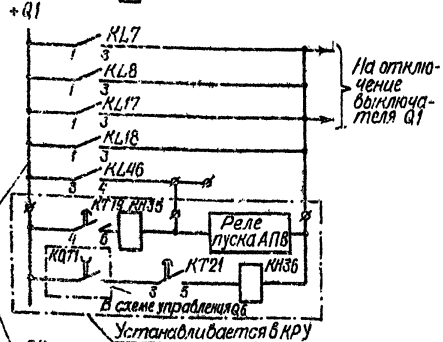 +Q1
KL7
1 3
KL8
1 3
KL17
1 3
KL18
1 3
KL46
3 4
На отклю-
чение
выключа-
теля Q1
KT19 KH35
4 6
Реле
пуска АПВ
KQT1
KT21 KH36
3 5
В схеме управления Q6
Устанавливается в КРУ